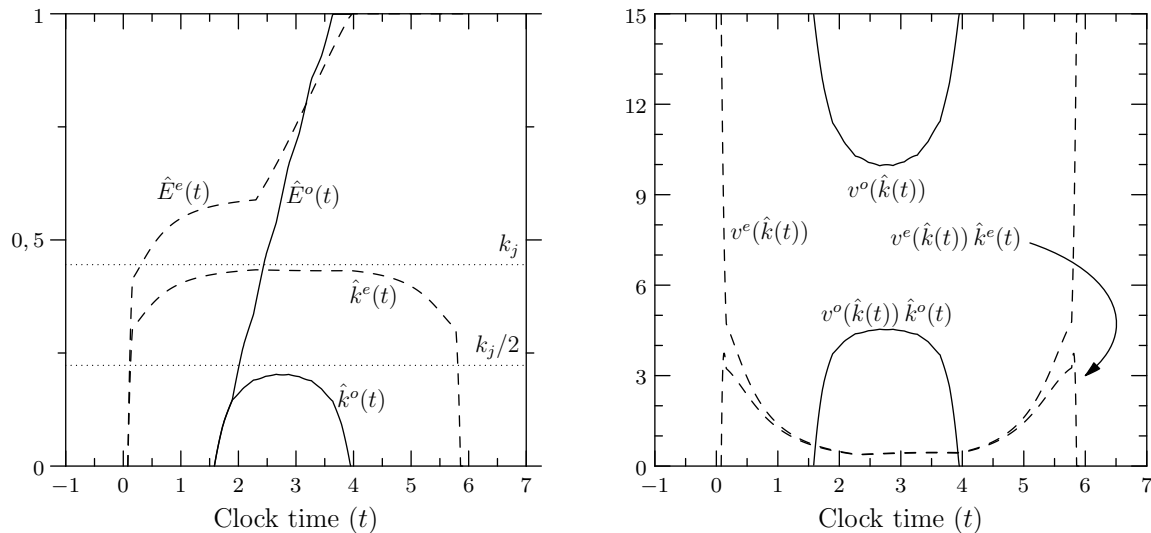 1
0, 5
0
Ê^e(t)
Ê^o(t)
k_j
k̂^e(t)
k_j/2
k̂^o(t)
−1 0 1 2 3 4 5 6 7
Clock time (t)
15
12
9
6
3
0
v^o(k̂(t))
v^e(k̂(t))
v^e(k̂(t)) k̂^e(t)
v^o(k̂(t)) k̂^o(t)
−1 0 1 2 3 4 5 6 7
Clock time (t)